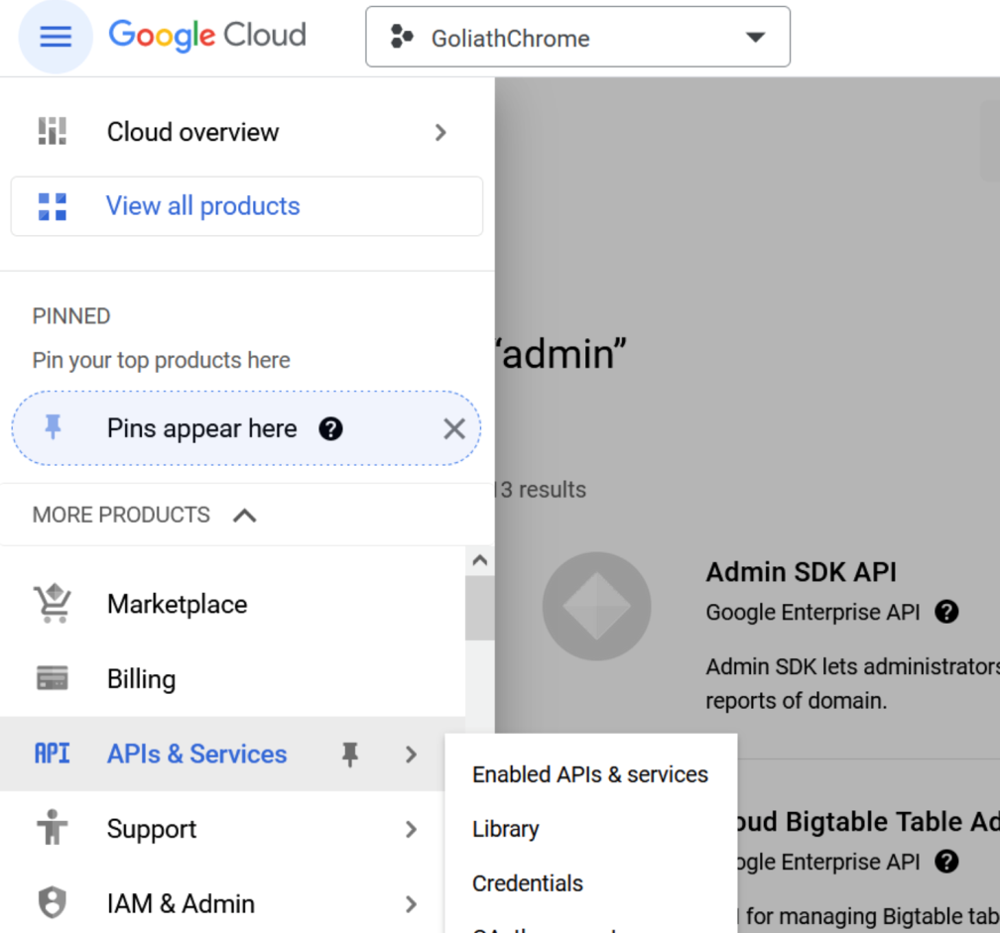 Google Cloud
GoliathChrome
Cloud overview
View all products
PINNED
Pin your top products here
Pins appear here
MORE PRODUCTS
Marketplace
Billing
API APIs & Services
Support
IAM & Admin
Enabled APIs & services
Library
Credentials
“admin”
13 results
Admin SDK API
Google Enterprise API
Admin SDK lets administrators
reports of domain.
oud Bigtable Table Ad
ogle Enterprise API
for managing Bigtable tab